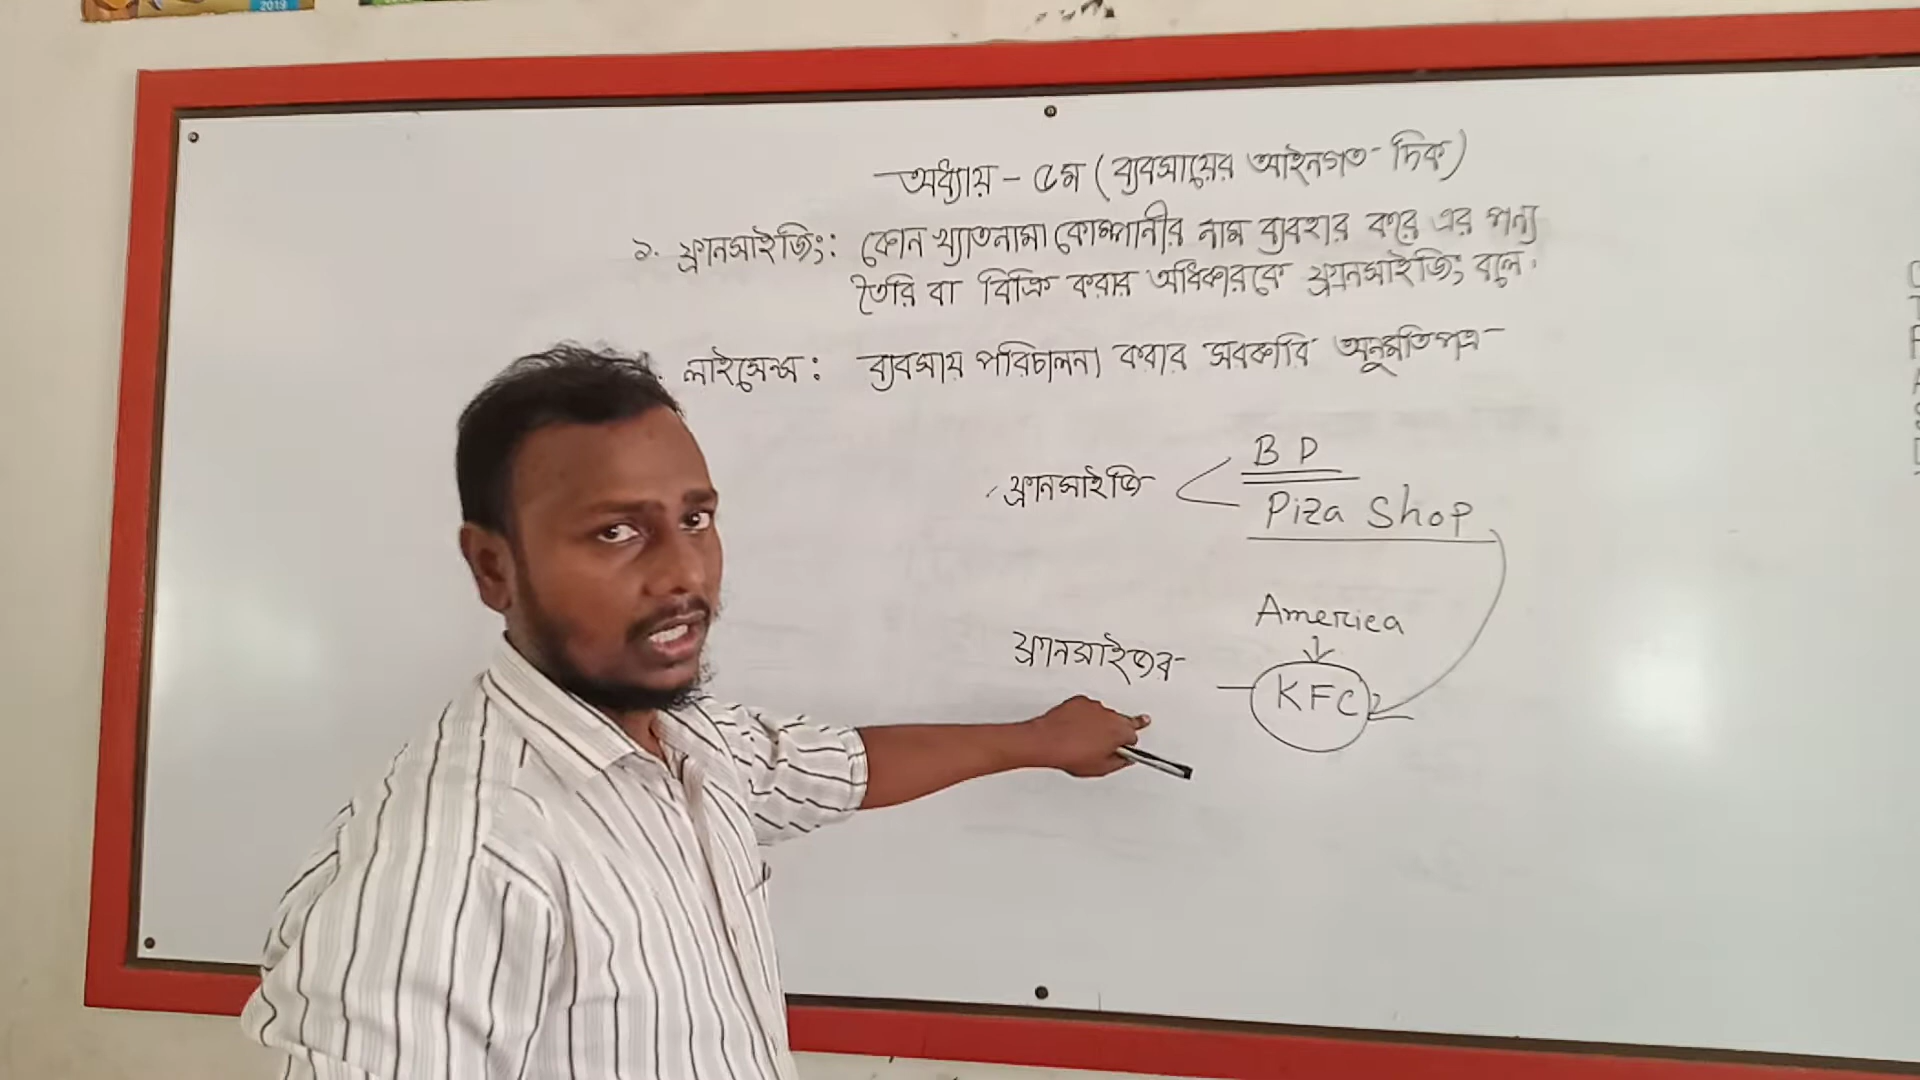 2019
অধ্যায় - ৫ম (ব্যবসায়ের আইনগত দিক)
১. ফ্রানসাইজিং: কোন খ্যাতনামা কোম্পানীর নাম ব্যবহার করে এর পন্য
তৈরি বা বিক্রি করার অধিকারকে ফ্রানসাইজিং বলে।
লাইসেন্স: ব্যবসায় পরিচালনা করার সরকারি অনুমতিপত্র
B D
ফ্রানসাইজি
Piza Shop
America
ফ্রানসাইজর
KFC